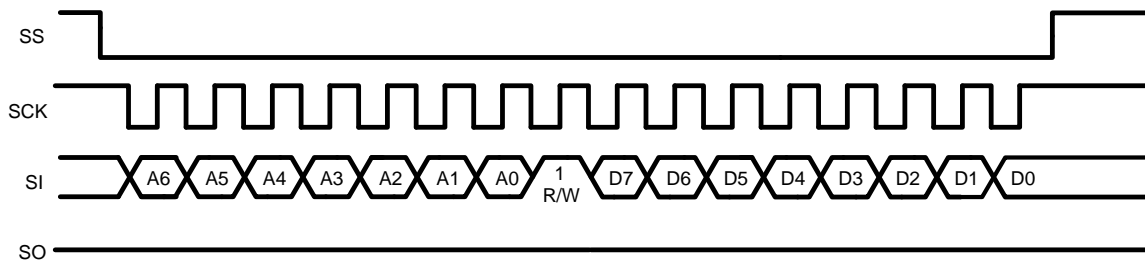 SS
SCK
SI A6 A5 A4 A3 A2 A1 A0 1 R/W D7 D6 D5 D4 D3 D2 D1 D0
SO